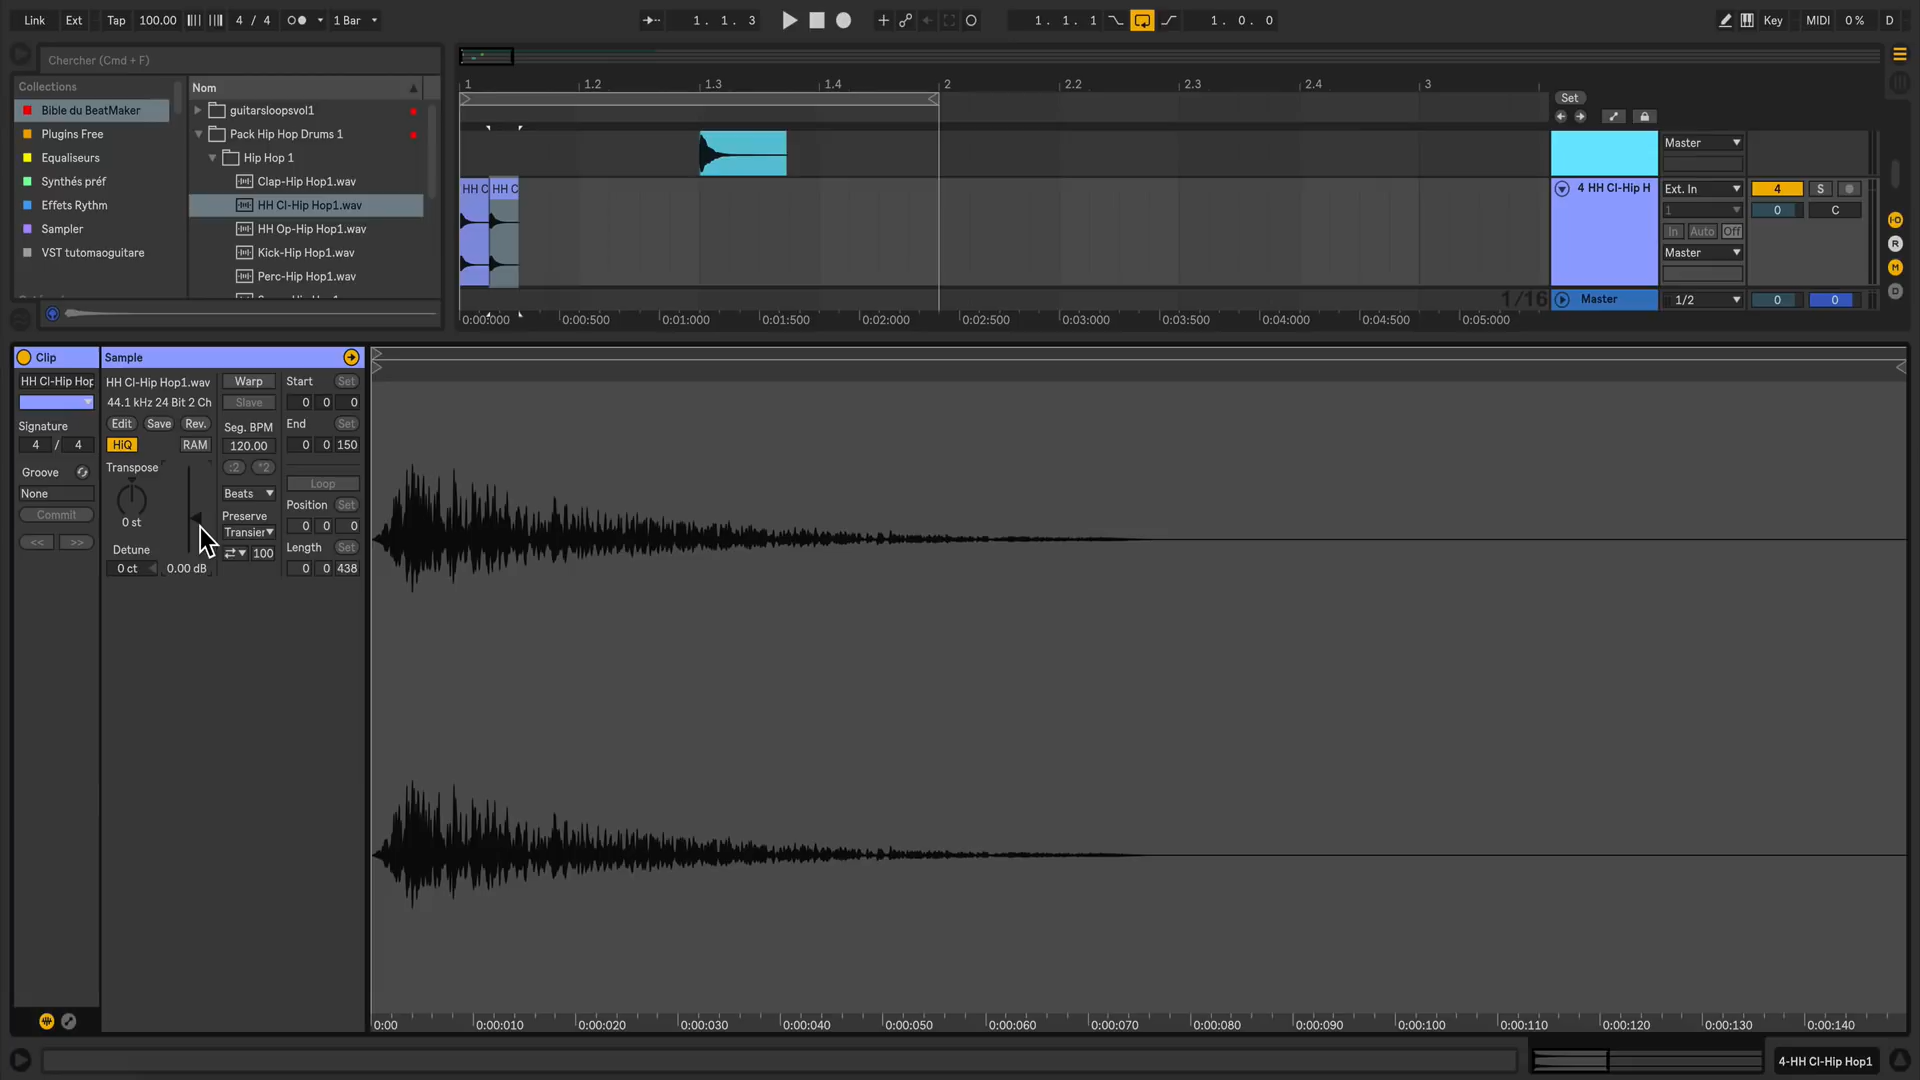 Link Ext Tap 100.00 4 / 4 1 Bar 1. 1. 3 1. 1. 1 1. 0. 0 Key MIDI 0 % D
Chercher (Cmd + F)
Collections
Bible du BeatMaker
Plugins Free
Equaliseurs
Synthés préf
Effets Rythm
Sampler
VST tutomaoguitare
Nom
guitarsloopsvol1
Pack Hip Hop Drums 1
Hip Hop 1
Clap-Hip Hop1.wav
HH Cl-Hip Hop1.wav
HH Op-Hip Hop1.wav
Kick-Hip Hop1.wav
Perc-Hip Hop1.wav
1 1.2 1.3 1.4 2 2.2 2.3 2.4 3
Set
HH C HH C
1/16
0:00:000 0:00:500 0:01:000 0:01:500 0:02:000 0:02:500 0:03:000 0:03:500 0:04:000 0:04:500 0:05:000
Master
4 HH Cl-Hip H Ext. In 4 S
1 0 C
In Auto Off
Master
Master 1/2 0 0
I·O
R
M
D
Clip
HH Cl-Hip Hop
Signature
4 / 4
Groove
None
Commit
<< >>
Sample
HH Cl-Hip Hop1.wav
44.1 kHz 24 Bit 2 Ch
Edit Save Rev.
HiQ RAM
Transpose
0 st
Detune
0 ct 0.00 dB
Warp
Slave
Seg. BPM
120.00
:2 *2
Beats
Preserve
Transier
100
Start Set
0 0 0
End Set
0 0 150
Loop
Position Set
0 0 0
Length Set
0 0 438
0:00 0:00:010 0:00:020 0:00:030 0:00:040 0:00:050 0:00:060 0:00:070 0:00:080 0:00:090 0:00:100 0:00:110 0:00:120 0:00:130 0:00:140
4-HH Cl-Hip Hop1